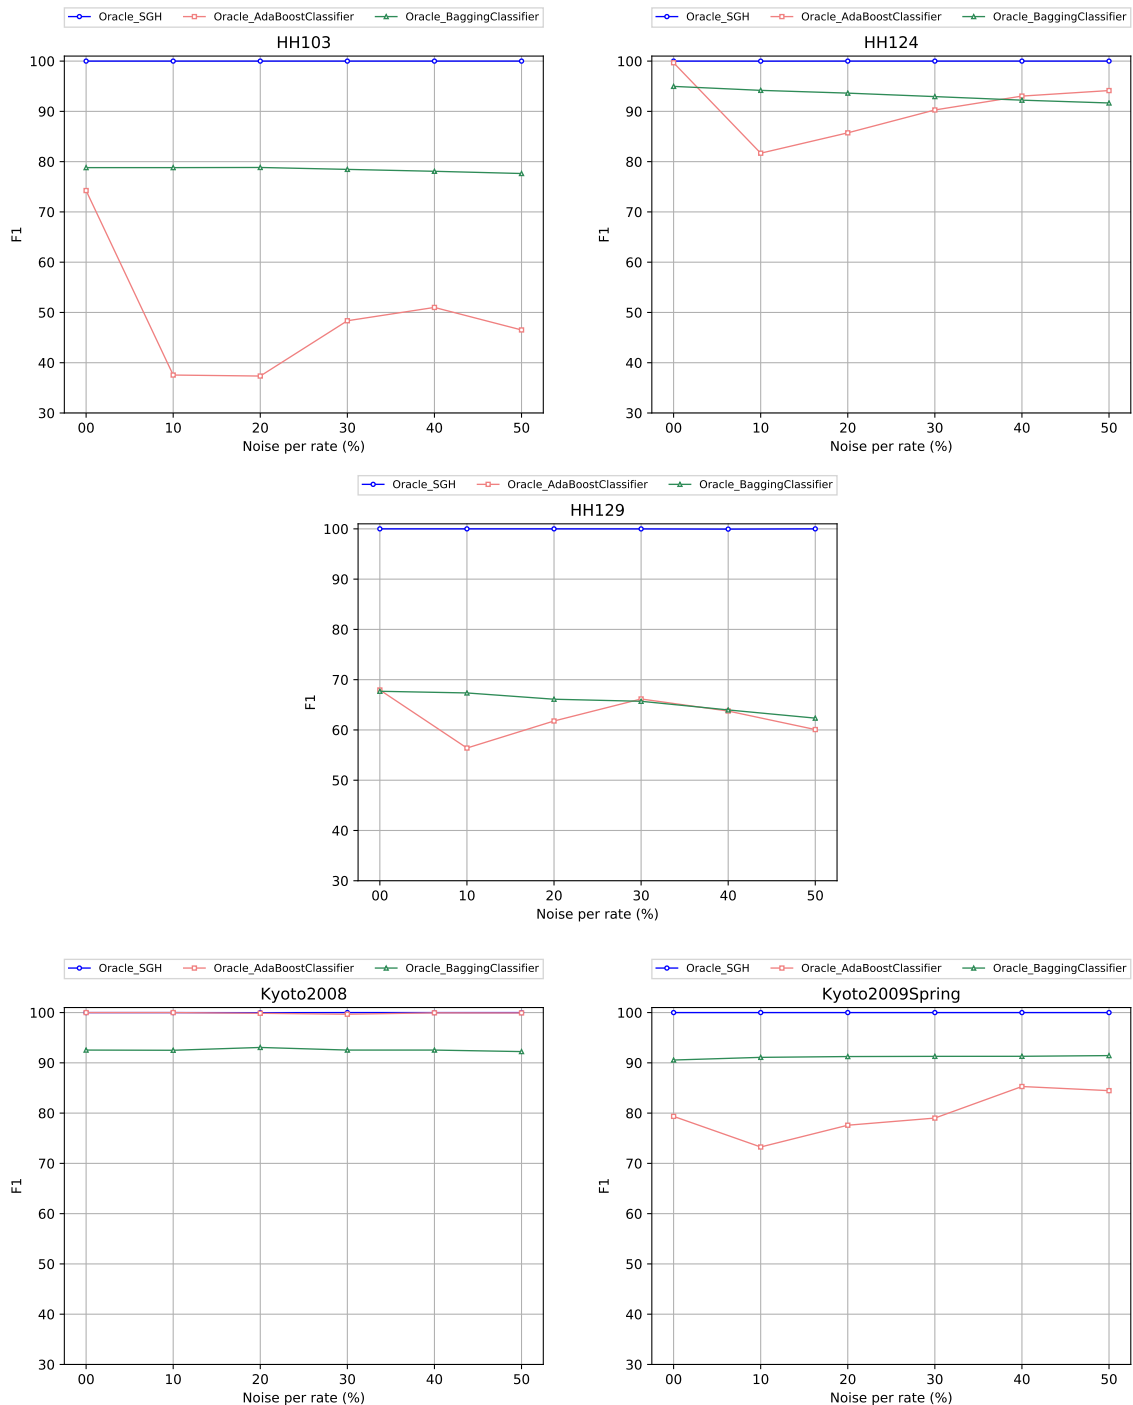 Oracle_SGH Oracle_AdaBoostClassifier Oracle_BaggingClassifier
HH103
100
90
80
70
60
50
40
30
F1
00 10 20 30 40 50
Noise per rate (%)
Oracle_SGH Oracle_AdaBoostClassifier Oracle_BaggingClassifier
HH124
100
90
80
70
60
50
40
30
F1
00 10 20 30 40 50
Noise per rate (%)
Oracle_SGH Oracle_AdaBoostClassifier Oracle_BaggingClassifier
HH129
100
90
80
70
60
50
40
30
F1
00 10 20 30 40 50
Noise per rate (%)
Oracle_SGH Oracle_AdaBoostClassifier Oracle_BaggingClassifier
Kyoto2008
100
90
80
70
60
50
40
30
F1
00 10 20 30 40 50
Noise per rate (%)
Oracle_SGH Oracle_AdaBoostClassifier Oracle_BaggingClassifier
Kyoto2009Spring
100
90
80
70
60
50
40
30
F1
00 10 20 30 40 50
Noise per rate (%)